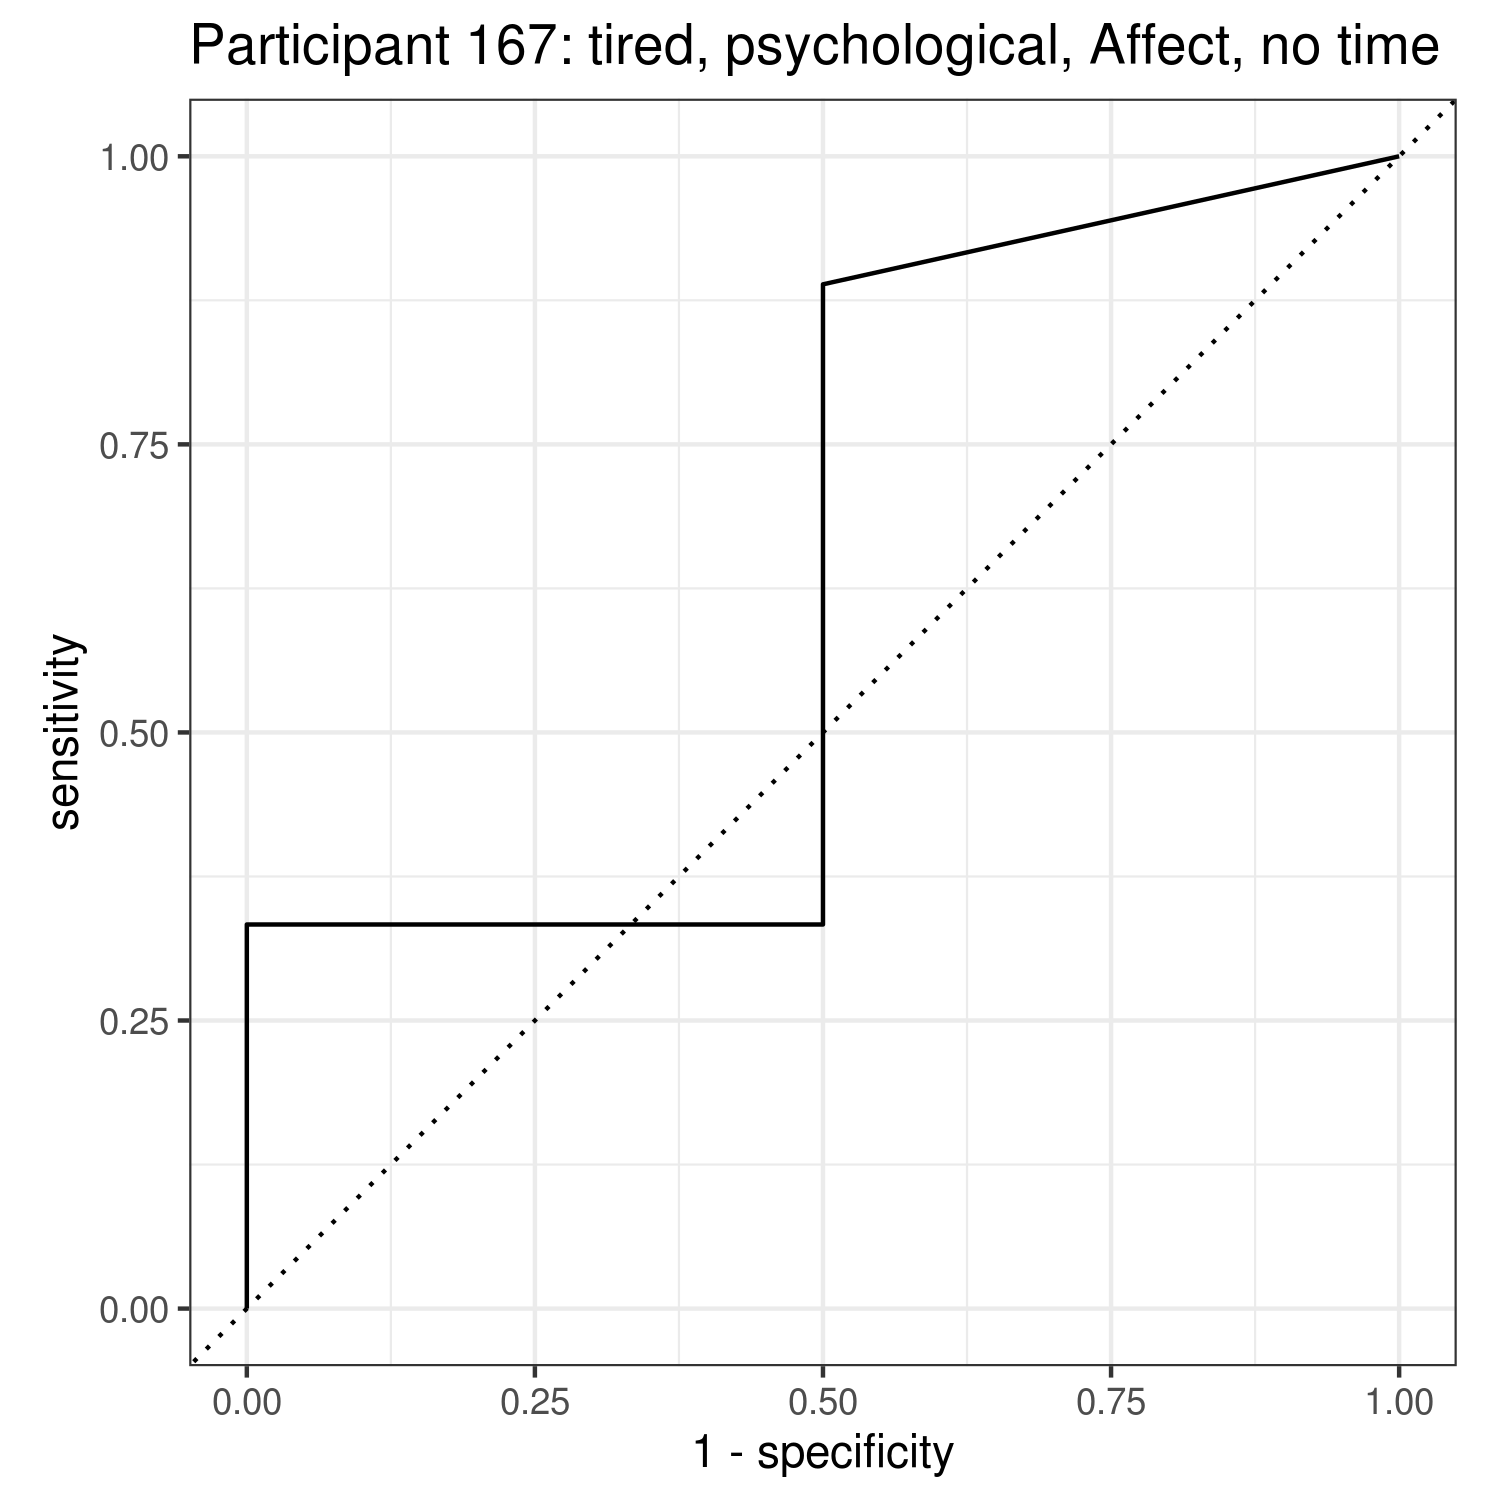 Participant 167: tired, psychological, Affect, no time
1.00
0.75
0.50
0.25
0.00
sensitivity
0.00 0.25 0.50 0.75 1.00
1 - specificity